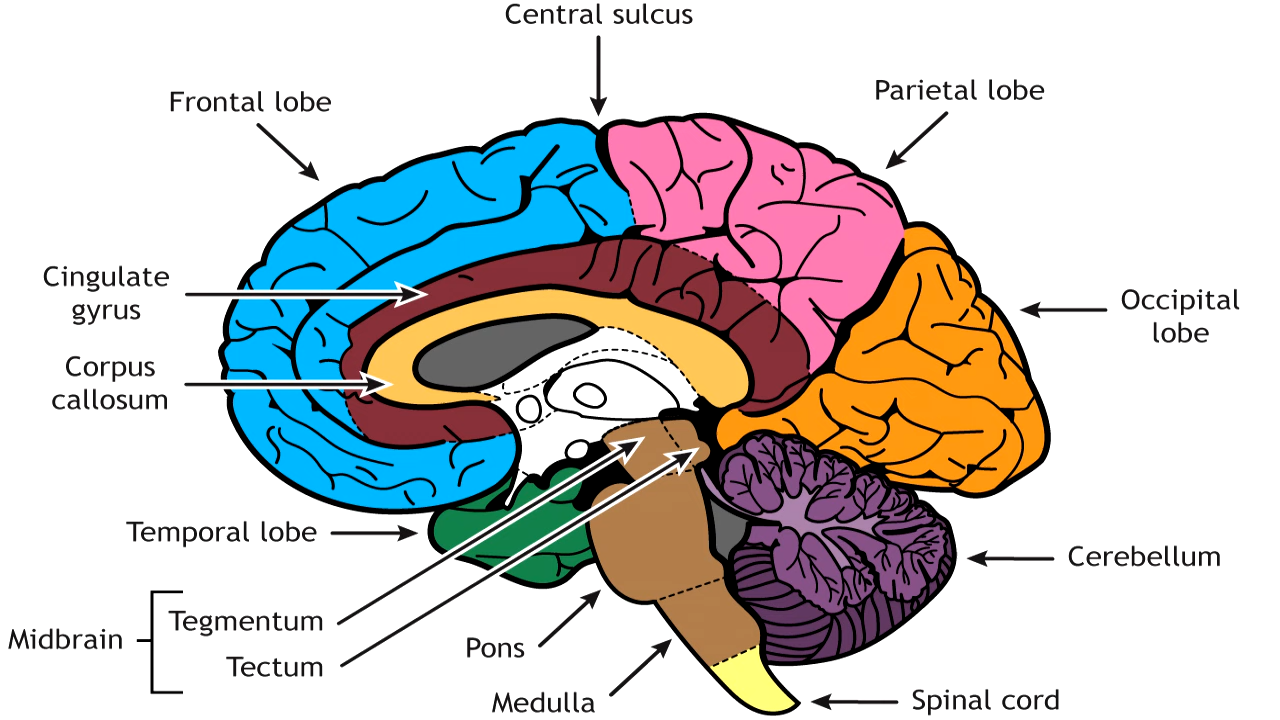 Central sulcus
Frontal lobe
Parietal lobe
Cingulate
gyrus
Occipital
lobe
Corpus
callosum
Temporal lobe
Cerebellum
Midbrain
Tegmentum
Tectum
Pons
Medulla
Spinal cord